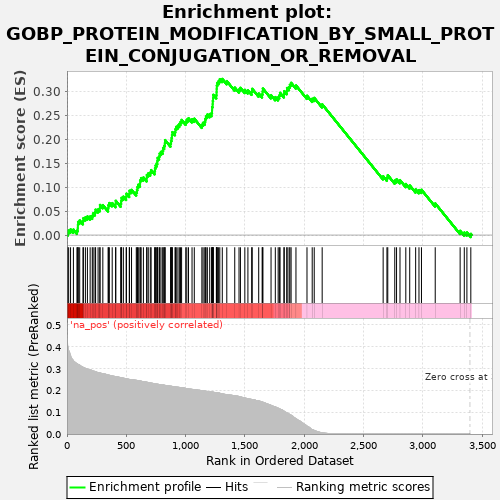 Enrichment plot:
GOBP_PROTEIN_MODIFICATION_BY_SMALL_PROT
EIN_CONJUGATION_OR_REMOVAL
Enrichment score (ES)
0.30
0.25
0.20
0.15
0.10
0.05
0.00
'na_pos' (positively correlated)
Ranked list metric (PreRanked)
0.5
0.4
0.3
0.2
0.1
0.0
Zero cross at
0
500
1,000
1,500
2,000
2,500
3,000
3,500
Rank in Ordered Dataset
Enrichment profile
Hits
Ranking metric scores